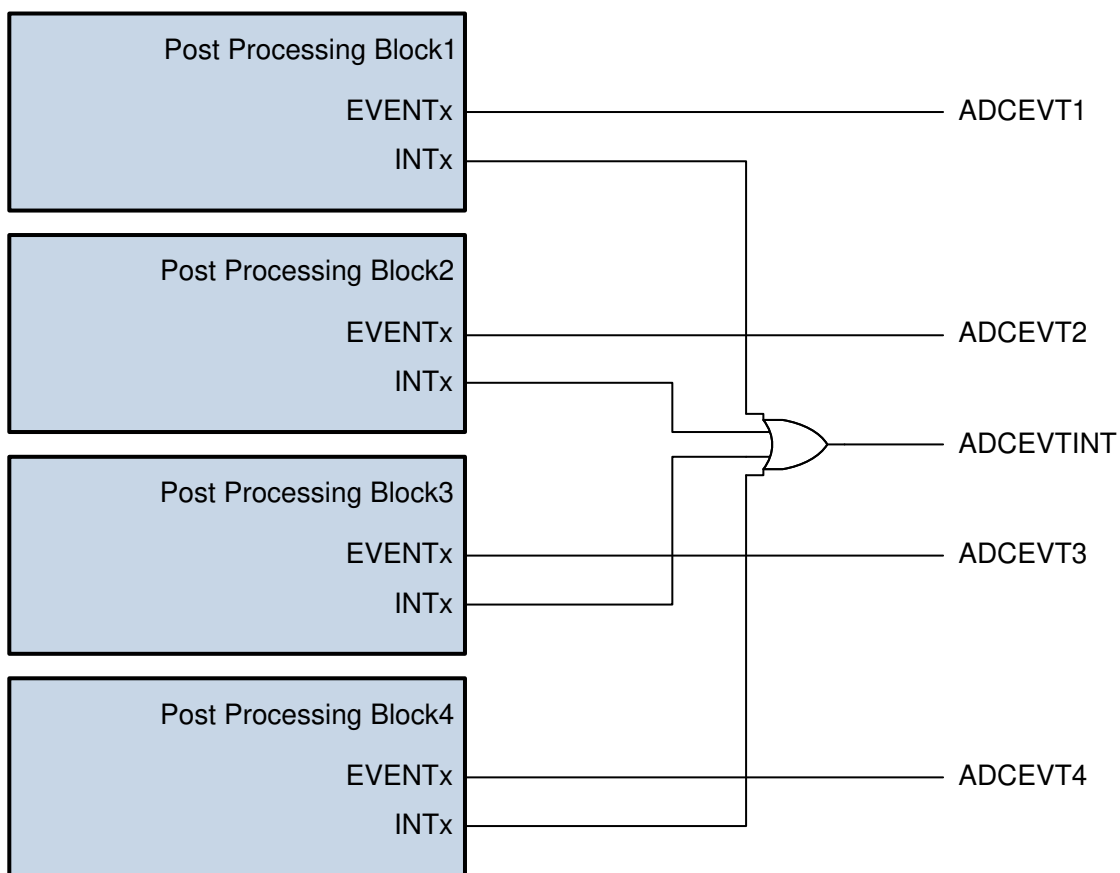 Post Processing Block1
EVENTx
ADCEVT1
INTx
Post Processing Block2
EVENTx
ADCEVT2
INTx
ADCEVTINT
Post Processing Block3
EVENTx
ADCEVT3
INTx
Post Processing Block4
EVENTx
ADCEVT4
INTx